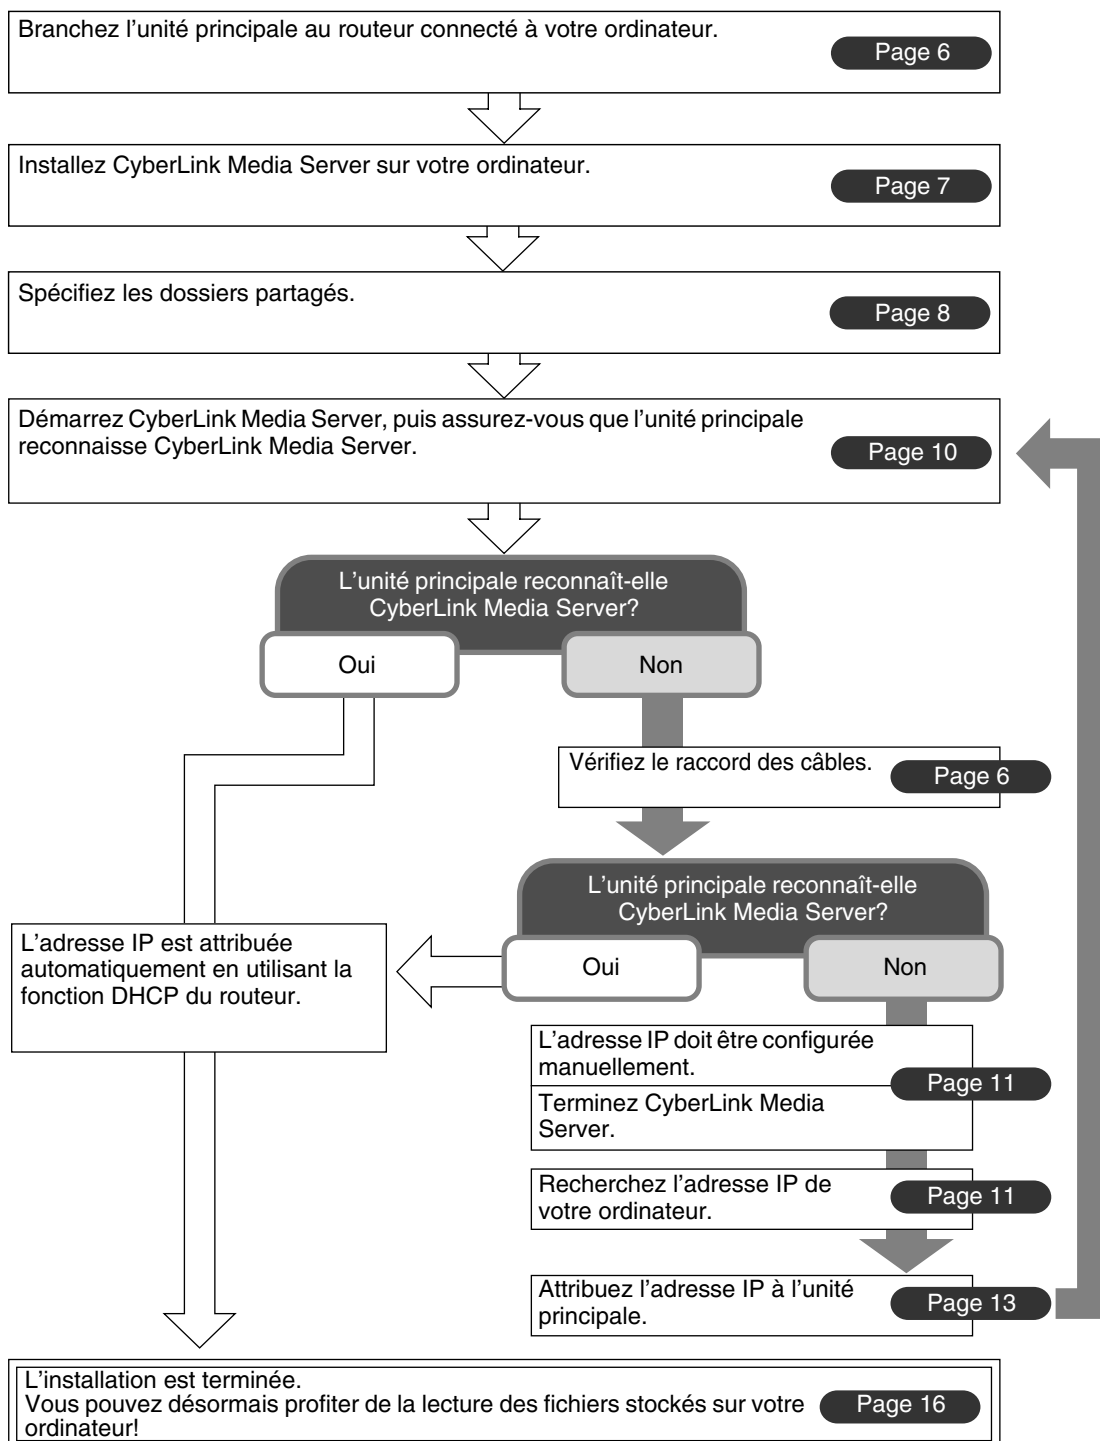 Branchez l’unité principale au routeur connecté à votre ordinateur.
Page 6
Installez CyberLink Media Server sur votre ordinateur.
Page 7
Spécifiez les dossiers partagés.
Page 8
Démarrez CyberLink Media Server, puis assurez-vous que l’unité principale
reconnaisse CyberLink Media Server.
Page 10
L’unité principale reconnaît-elle
CyberLink Media Server?
Oui
Non
Vérifiez le raccord des câbles.
Page 6
L’unité principale reconnaît-elle
CyberLink Media Server?
Oui
Non
L’adresse IP est attribuée
automatiquement en utilisant la
fonction DHCP du routeur.
L’adresse IP doit être configurée
manuellement.
Page 11
Terminez CyberLink Media
Server.
Recherchez l’adresse IP de
votre ordinateur.
Page 11
Attribuez l’adresse IP à l’unité
principale.
Page 13
L’installation est terminée.
Vous pouvez désormais profiter de la lecture des fichiers stockés sur votre
ordinateur!
Page 16